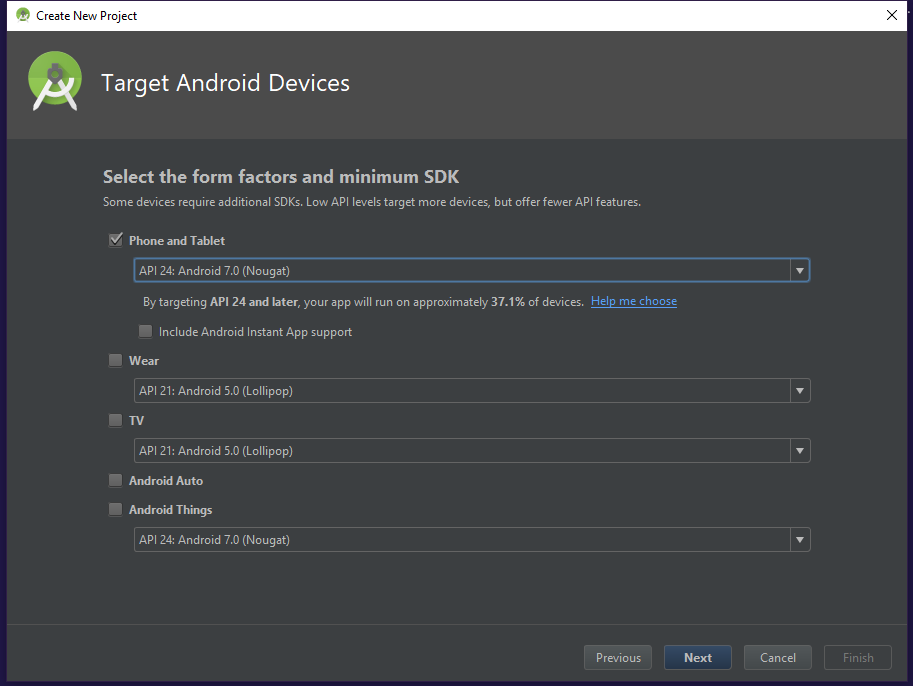 Create New Project
Target Android Devices
Select the form factors and minimum SDK
Some devices require additional SDKs. Low API levels target more devices, but offer fewer API features.
Phone and Tablet
API 24: Android 7.0 (Nougat)
By targeting API 24 and later, your app will run on approximately 37.1% of devices. Help me choose
Include Android Instant App support
Wear
API 21: Android 5.0 (Lollipop)
TV
API 21: Android 5.0 (Lollipop)
Android Auto
Android Things
API 24: Android 7.0 (Nougat)
Previous Next Cancel Finish